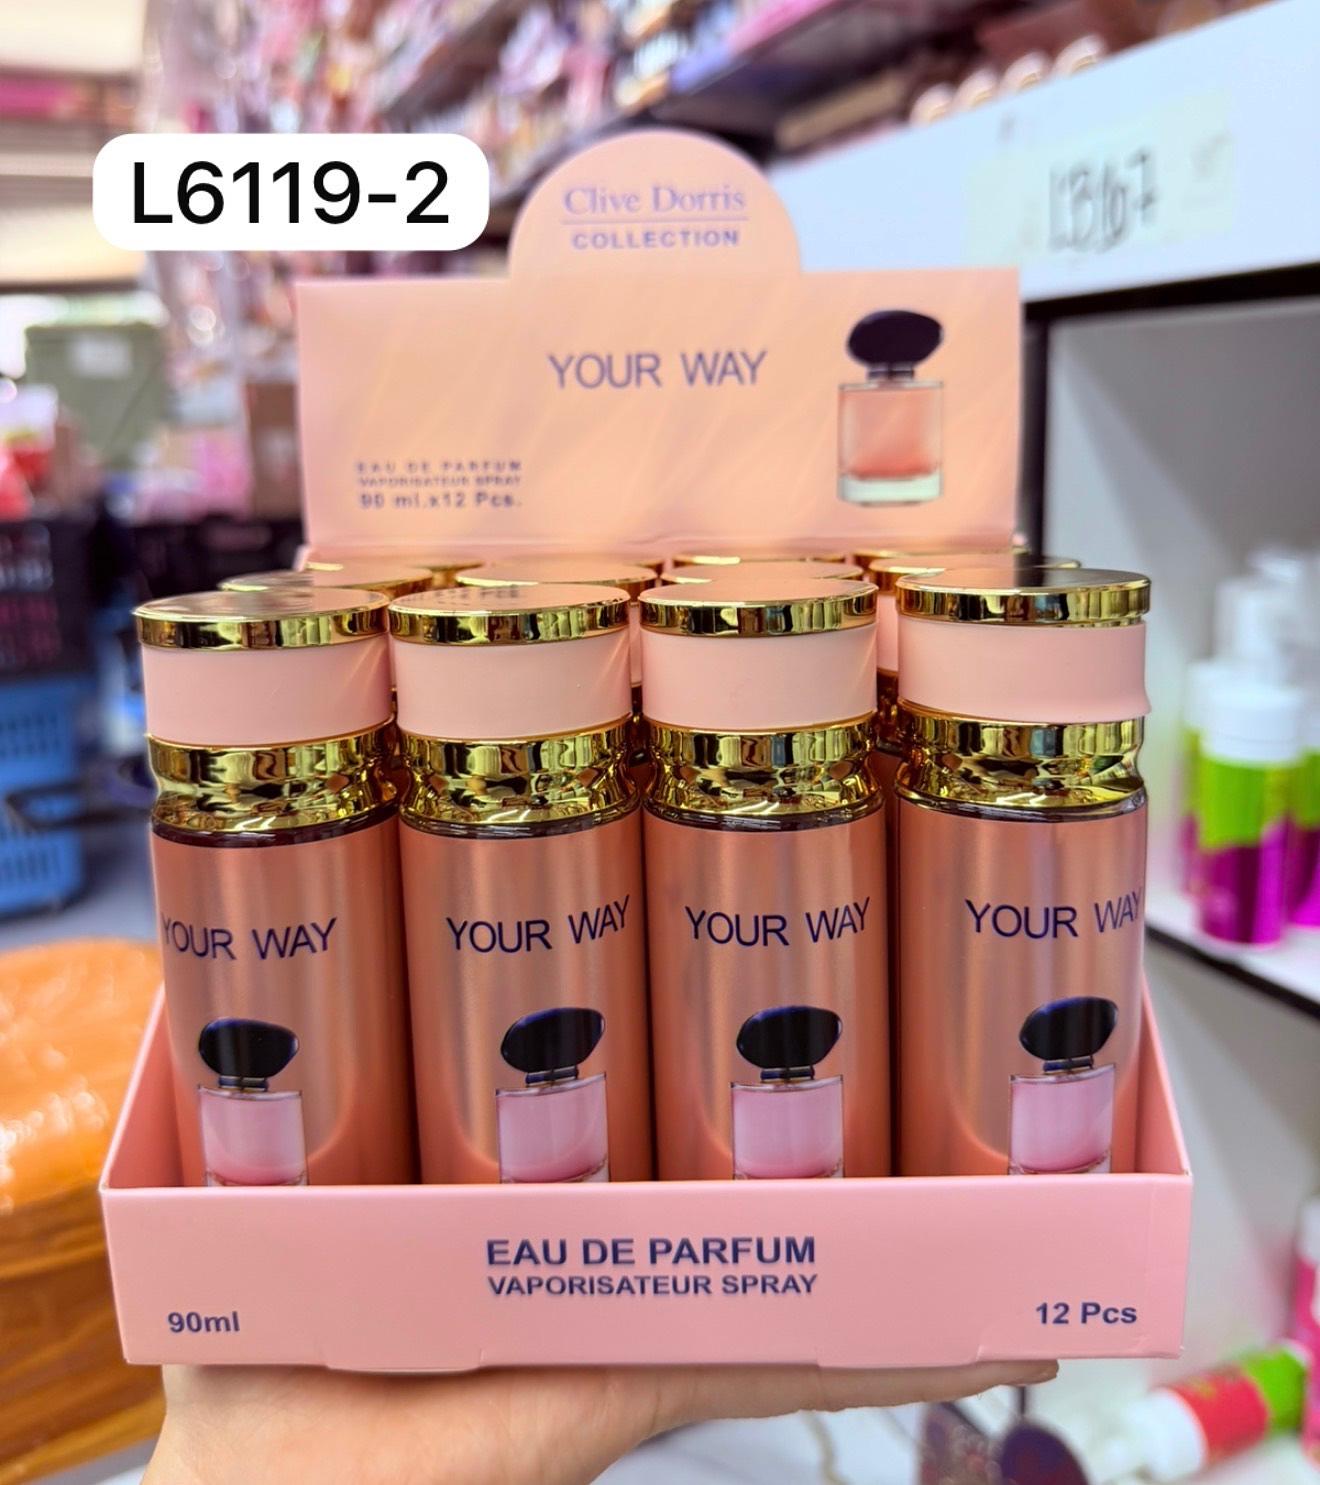 L6119-2
Clive Dorris
COLLECTION
YOUR WAY
EAU DE PARFUM
VAPORISATEUR SPRAY
90 ml.x12 Pcs.
YOUR WAY
YOUR WAY
YOUR WAY
YOUR WAY
EAU DE PARFUM
VAPORISATEUR SPRAY
90ml
12 Pcs